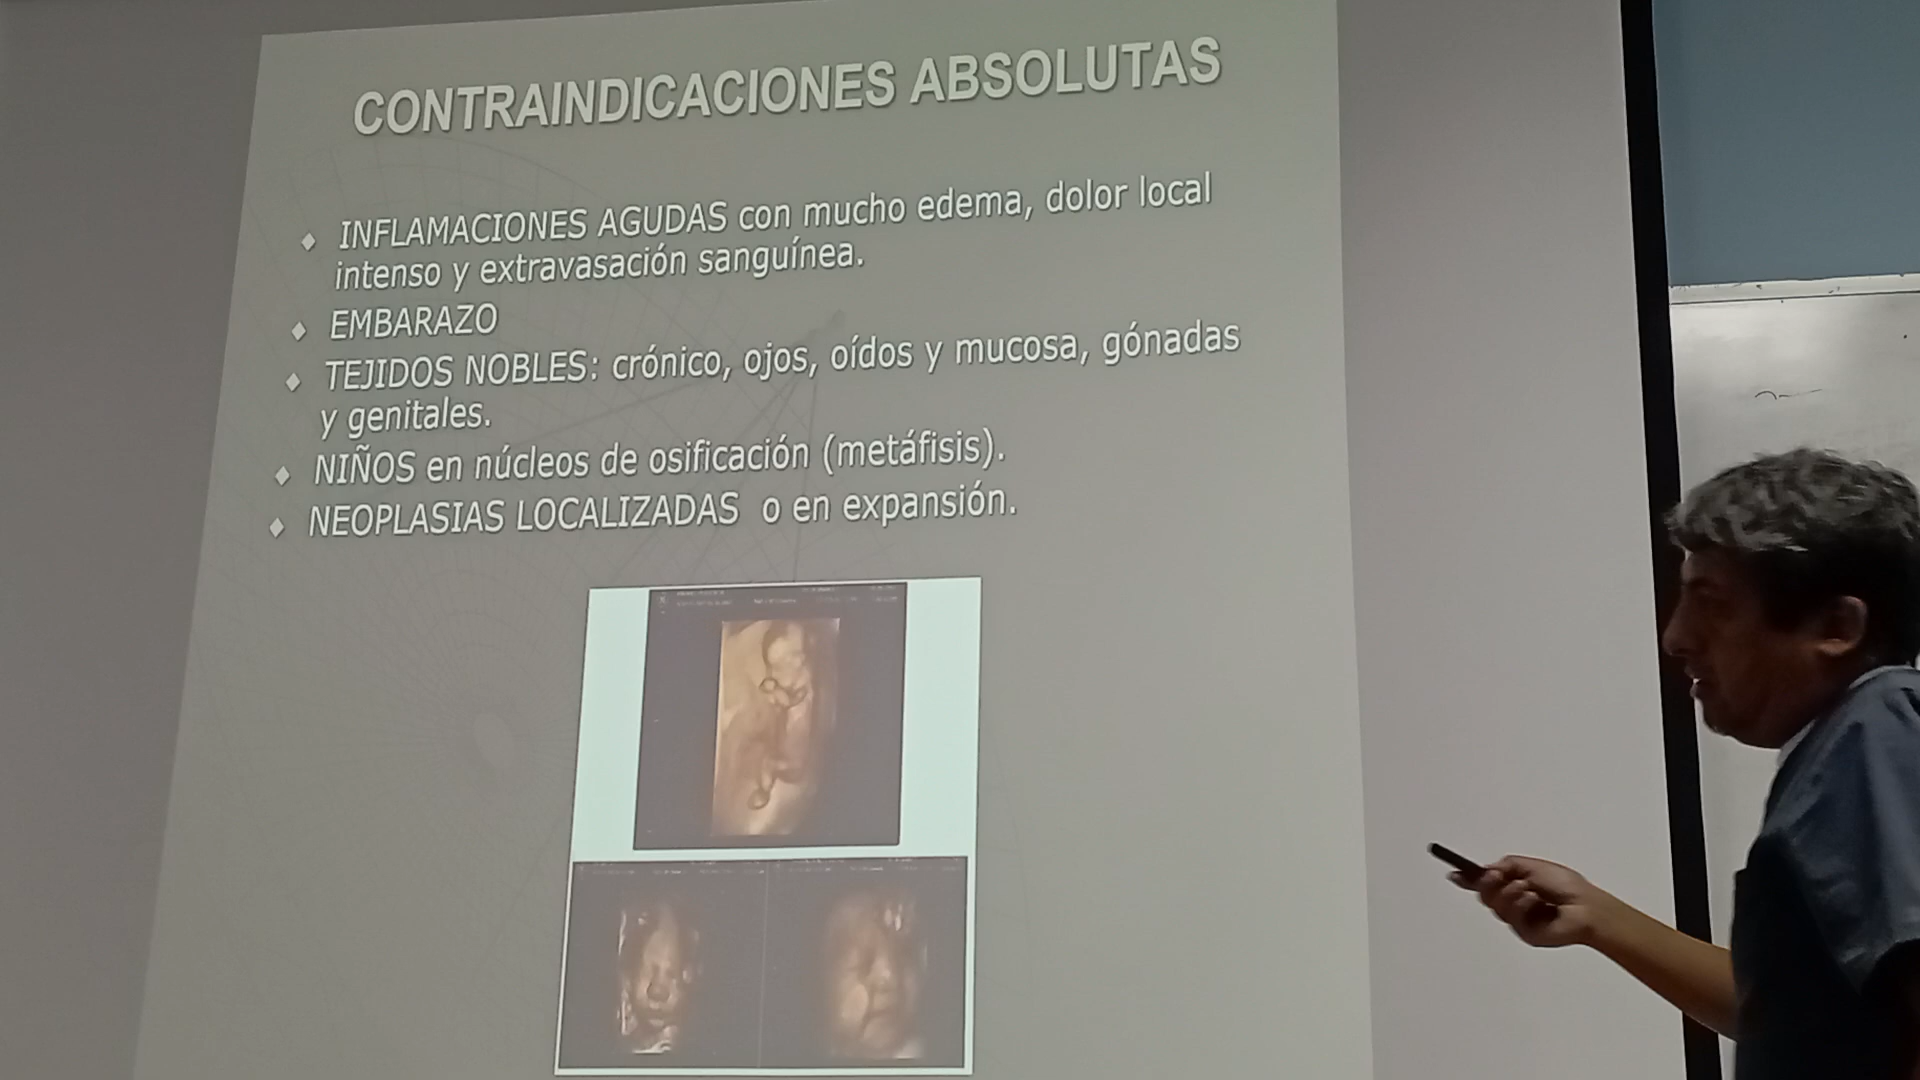 CONTRAINDICACIONES ABSOLUTAS
INFLAMACIONES AGUDAS con mucho edema, dolor local
intenso y extravasación sanguínea.
EMBARAZO
TEJIDOS NOBLES: crónico, ojos, oídos y mucosa, gónadas
y genitales.
NIÑOS en núcleos de osificación (metáfisis).
NEOPLASIAS LOCALIZADAS o en expansión.